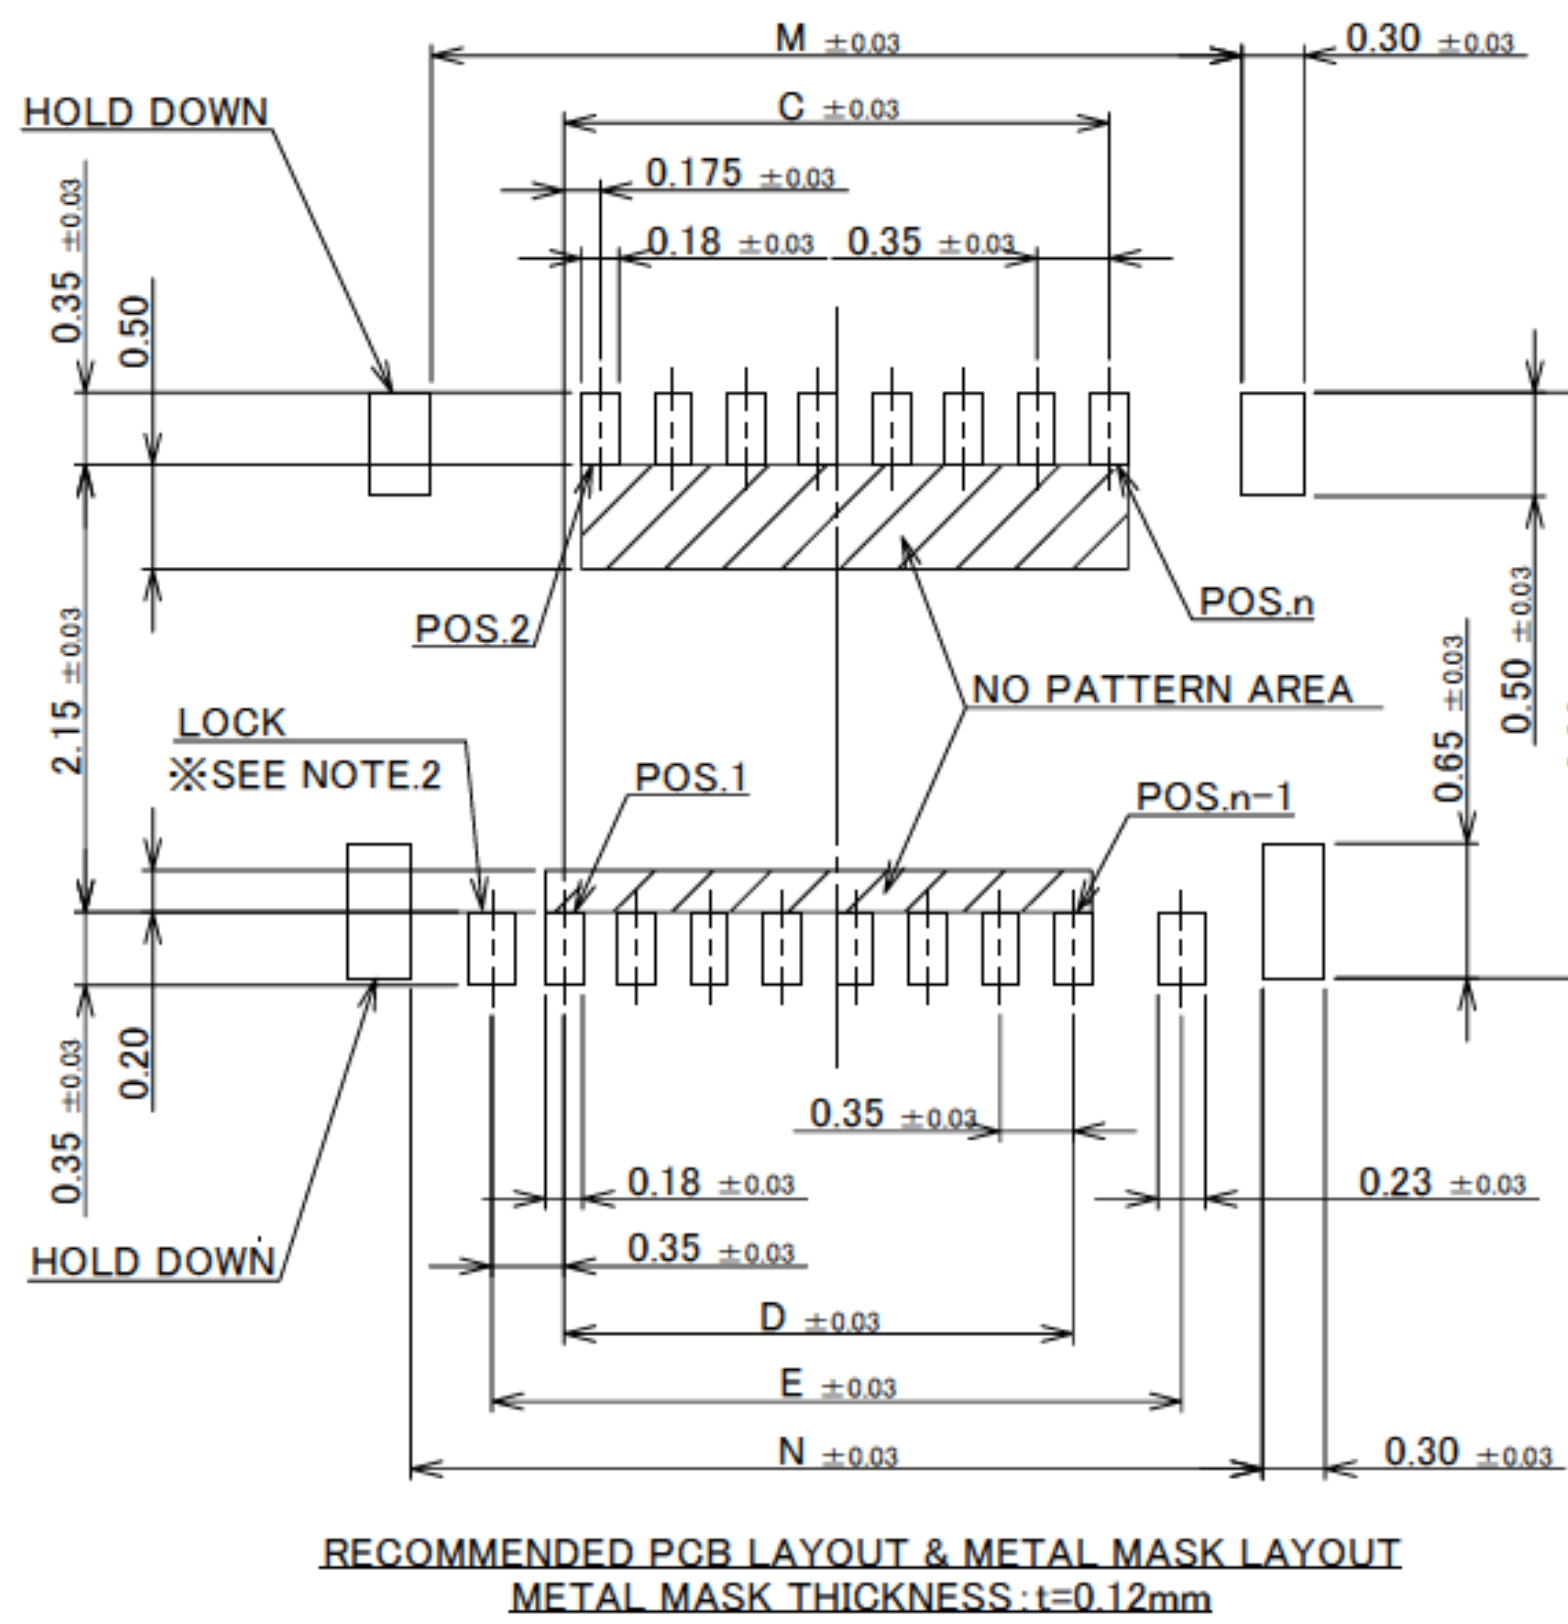 M ±0.03
0.30 ±0.03
HOLD DOWN
C ±0.03
0.175 ±0.03
0.18 ±0.03
0.35 ±0.03
0.35 ±0.03
0.50
POS.2
POS.n
2.15 ±0.03
0.50 ±0.03
NO PATTERN AREA
0.65 ±0.03
LOCK
※SEE NOTE.2
POS.1
POS.n-1
0.20
0.35 ±0.03
0.35 ±0.03
0.18 ±0.03
0.23 ±0.03
HOLD DOWN
0.35 ±0.03
D ±0.03
E ±0.03
N ±0.03
0.30 ±0.03
RECOMMENDED PCB LAYOUT & METAL MASK LAYOUT
METAL MASK THICKNESS:t=0.12mm